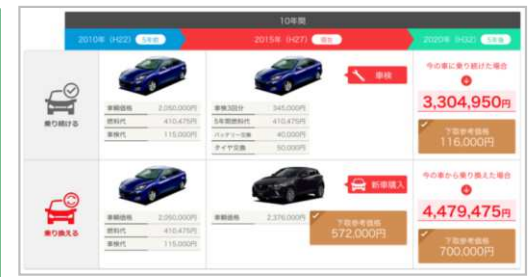 10年間
2010年 (H22) 5年前
2015年 (H27) 現在
2020年 (H32) 5年後
乗り続ける
車輌価格 2,050,000円
燃料代 410,475円
車検代 115,000円
車検3回分 345,000円
5年間燃料代 410,475円
バッテリー交換 40,000円
タイヤ交換 50,000円
車検
今の車に乗り続けた場合
3,304,950円
下取参考価格
116,000円
乗り換える
車輌価格 2,050,000円
燃料代 410,475円
車検代 115,000円
車輌価格 2,376,000円
新車購入
下取参考価格
572,000円
今の車から乗り換えた場合
4,479,475円
下取参考価格
700,000円